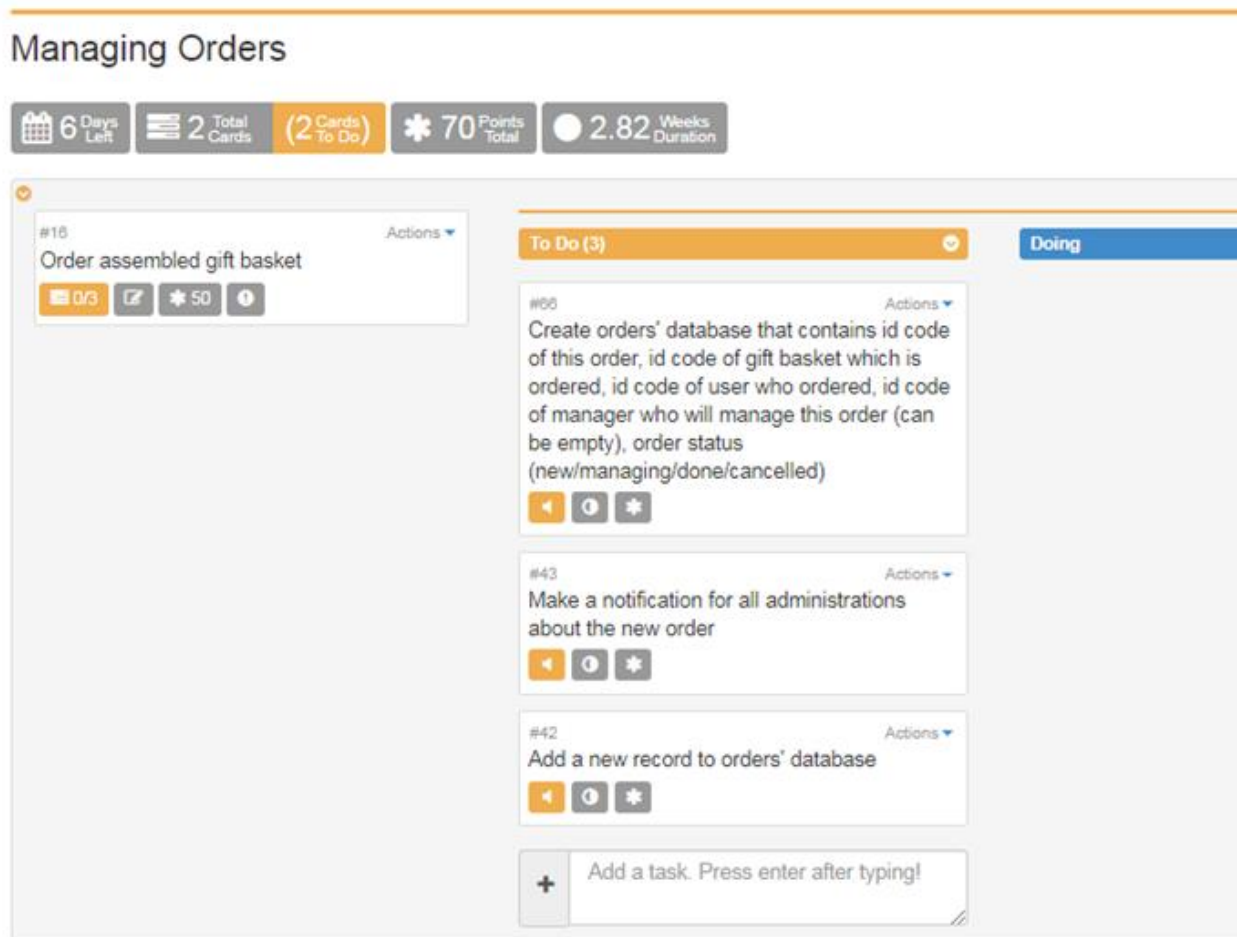 Managing Orders
6 Days Left 2 Total Cards (2 Cards To Do) 70 Points Total 2.82 Weeks Duration
#16 Actions
Order assembled gift basket
0/3 50
To Do (3)
Doing
#66 Actions
Create orders' database that contains id code
of this order, id code of gift basket which is
ordered, id code of user who ordered, id code
of manager who will manage this order (can
be empty), order status
(new/managing/done/cancelled)
#43 Actions
Make a notification for all administrations
about the new order
#42 Actions
Add a new record to orders' database
+ Add a task. Press enter after typing!